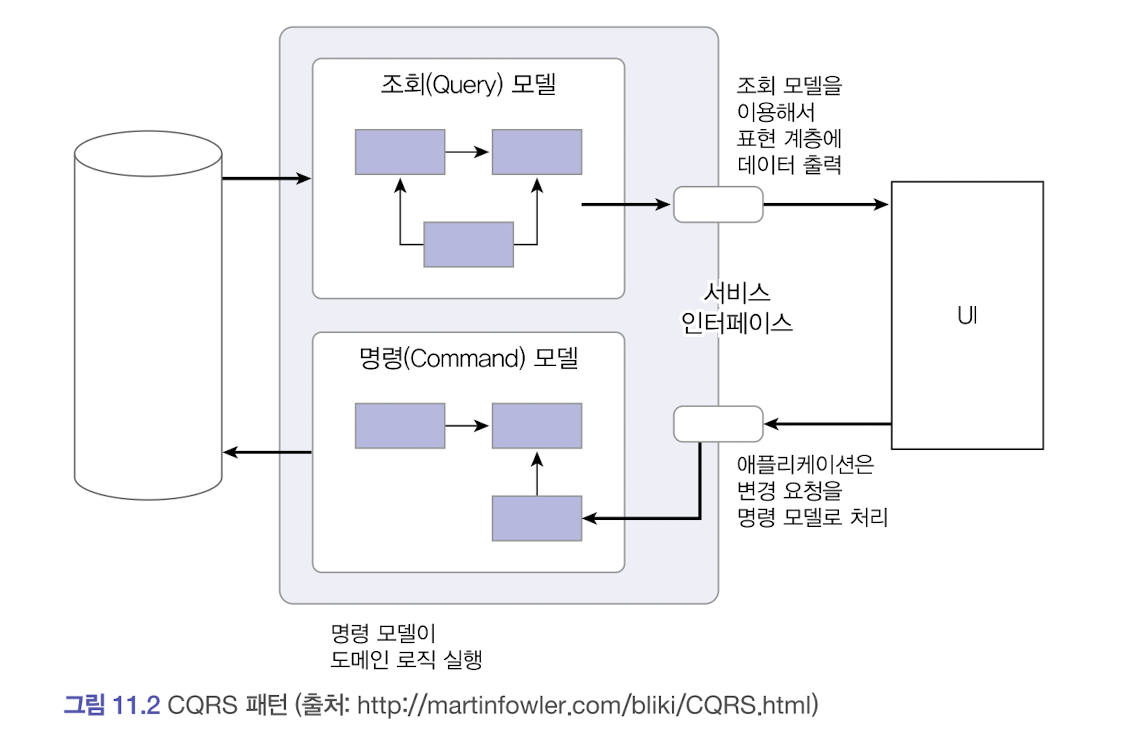 조회(Query) 모델
조회 모델을
이용해서
표현 계층에
데이터 출력
서비스
인터페이스
UI
명령(Command) 모델
애플리케이션은
변경 요청을
명령 모델로 처리
명령 모델이
도메인 로직 실행
그림 11.2 CQRS 패턴 (출처: http://martinfowler.com/bliki/CQRS.html)